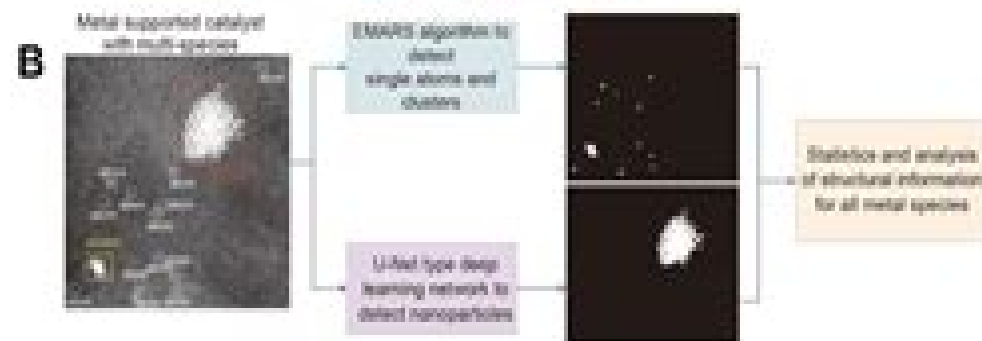 B
Metal supported catalyst
with multi-species
EMARS algorithm to
detect
single atoms and
clusters
U-Net type deep
learning network to
detect nanoparticles
Statistics and analysis
of structural information
for all metal species